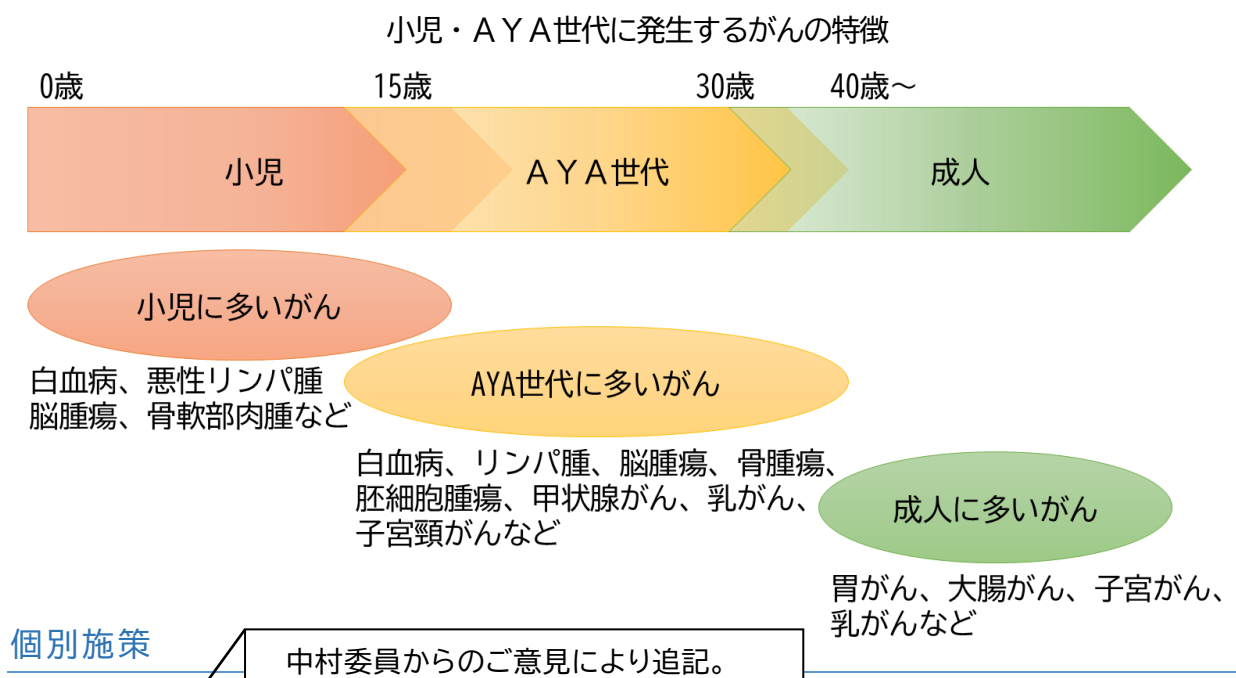 小児・ＡＹＡ世代に発生するがんの特徴
0歳 15歳 30歳 40歳～
小児 ＡＹＡ世代 成人
小児に多いがん
白血病、悪性リンパ腫
脳腫瘍、骨軟部肉腫など
AYA世代に多いがん
白血病、リンパ腫、脳腫瘍、骨腫瘍、
胚細胞腫瘍、甲状腺がん、乳がん、
子宮頸がんなど
成人に多いがん
胃がん、大腸がん、子宮がん、
乳がんなど
個別施策
中村委員からのご意見により追記。